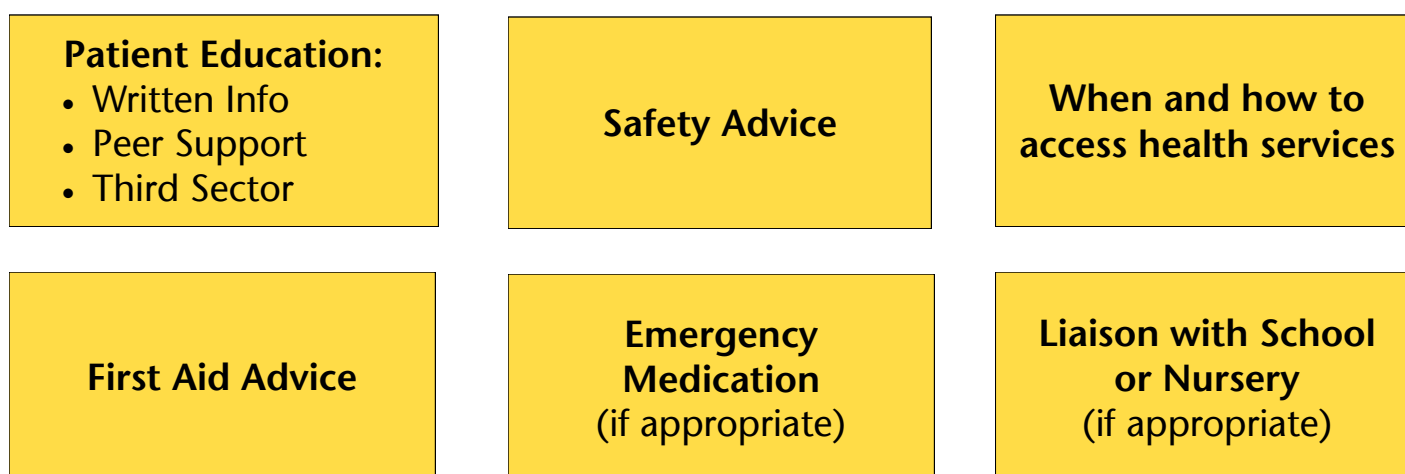 Patient Education:
• Written Info
• Peer Support
• Third Sector
Safety Advice
When and how to
access health services
First Aid Advice
Emergency
Medication
(if appropriate)
Liaison with School
or Nursery
(if appropriate)